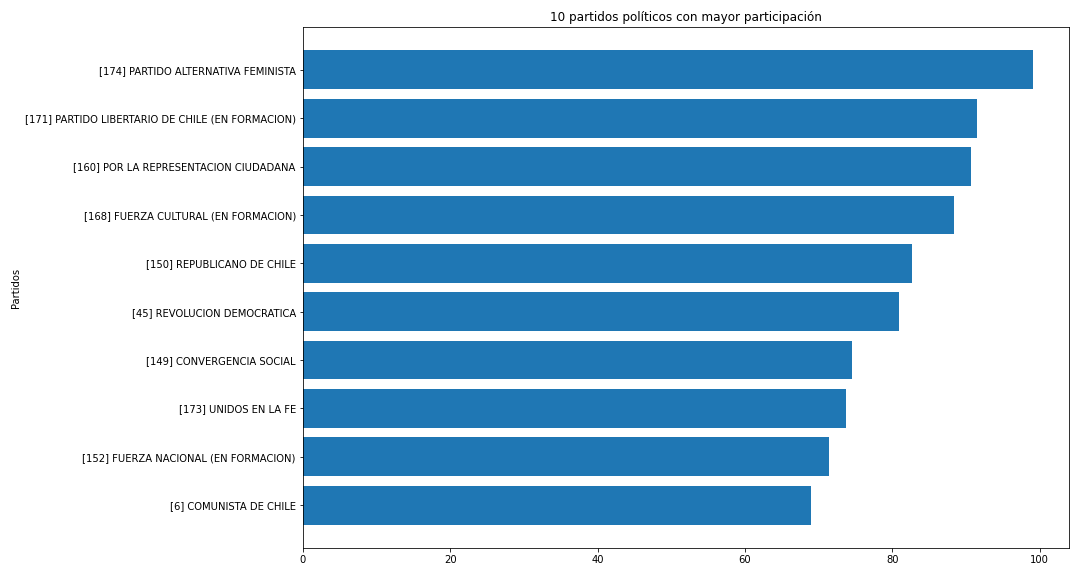 10 partidos políticos con mayor participación
Partidos
[174] PARTIDO ALTERNATIVA FEMINISTA
[171] PARTIDO LIBERTARIO DE CHILE (EN FORMACION)
[160] POR LA REPRESENTACION CIUDADANA
[168] FUERZA CULTURAL (EN FORMACION)
[150] REPUBLICANO DE CHILE
[45] REVOLUCION DEMOCRATICA
[149] CONVERGENCIA SOCIAL
[173] UNIDOS EN LA FE
[152] FUERZA NACIONAL (EN FORMACION)
[6] COMUNISTA DE CHILE
0 20 40 60 80 100